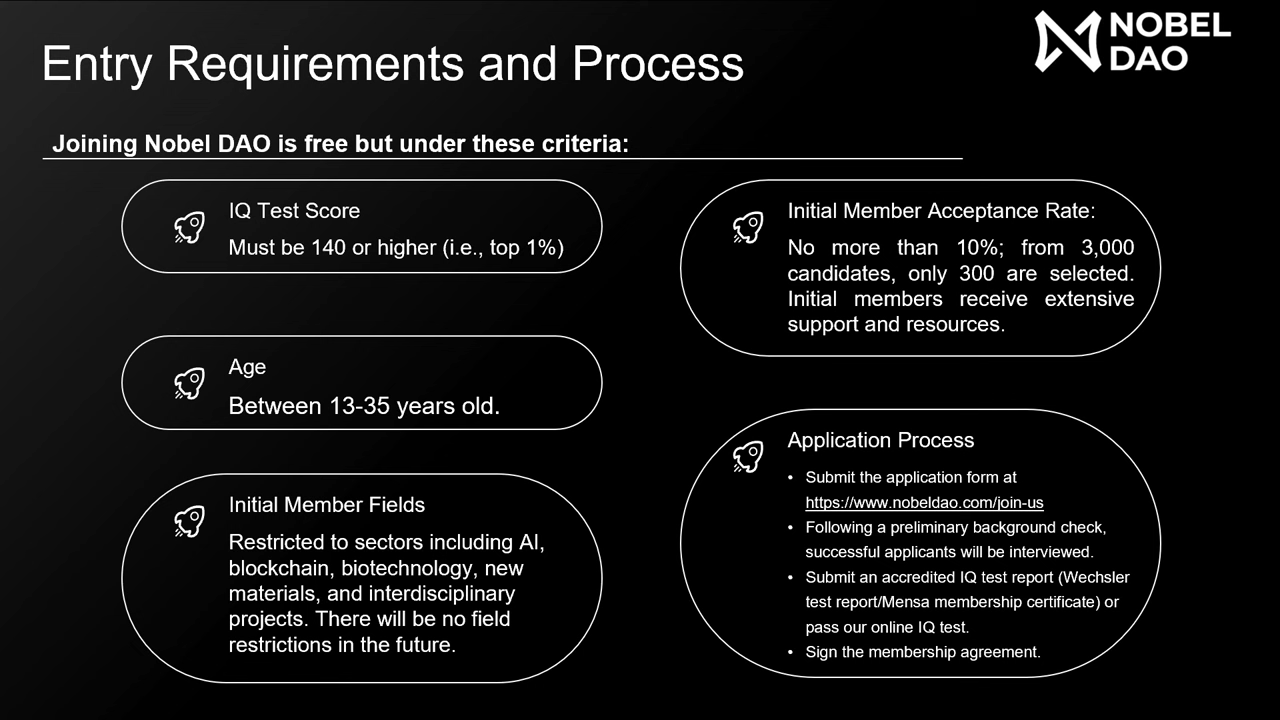 Entry Requirements and Process
NOBEL
DAO
Joining Nobel DAO is free but under these criteria:
IQ Test Score
Must be 140 or higher (i.e., top 1%)
Age
Between 13-35 years old.
Initial Member Fields
Restricted to sectors including AI,
blockchain, biotechnology, new
materials, and interdisciplinary
projects. There will be no field
restrictions in the future.
Initial Member Acceptance Rate:
No more than 10%; from 3,000
candidates, only 300 are selected.
Initial members receive extensive
support and resources.
Application Process
• Submit the application form at
https://www.nobeldao.com/join-us
• Following a preliminary background check,
successful applicants will be interviewed.
• Submit an accredited IQ test report (Wechsler
test report/Mensa membership certificate) or
pass our online IQ test.
• Sign the membership agreement.